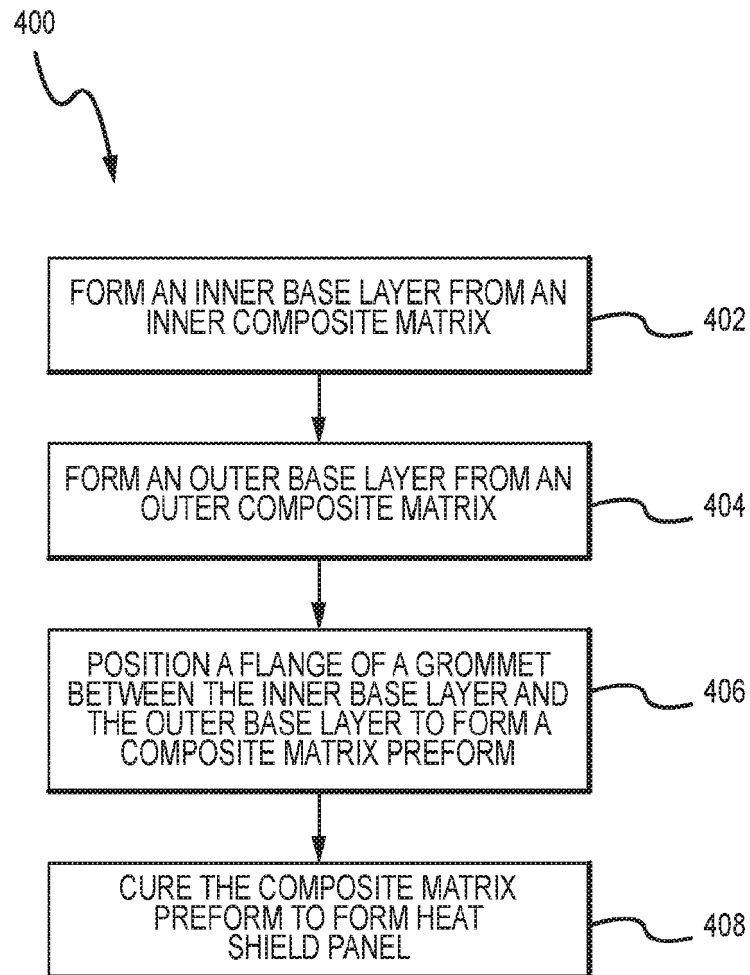 400
FORM AN INNER BASE LAYER FROM AN
INNER COMPOSITE MATRIX
402
FORM AN OUTER BASE LAYER FROM AN
OUTER COMPOSITE MATRIX
404
POSITION A FLANGE OF A GROMMET
BETWEEN THE INNER BASE LAYER AND
THE OUTER BASE LAYER TO FORM A
COMPOSITE MATRIX PREFORM
406
CURE THE COMPOSITE MATRIX
PREFORM TO FORM HEAT
SHIELD PANEL
408